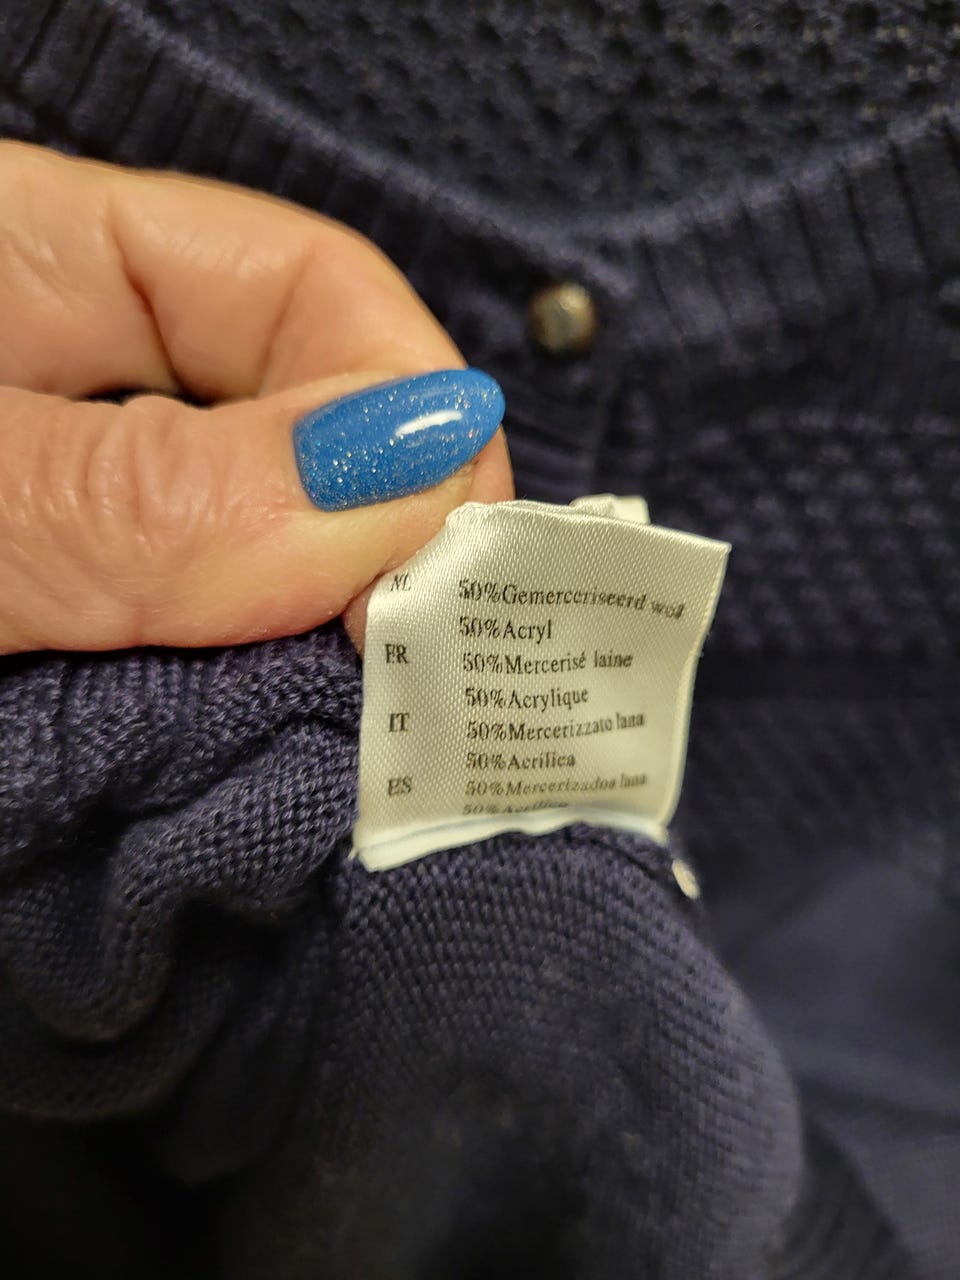 NL 50%Gemerceriseerd wol
50%Acryl
FR 50%Mercerisé laine
50%Acrylique
IT 50%Mercerizzato lana
50%Acrilica
ES 50%Mercerizados lana
50%